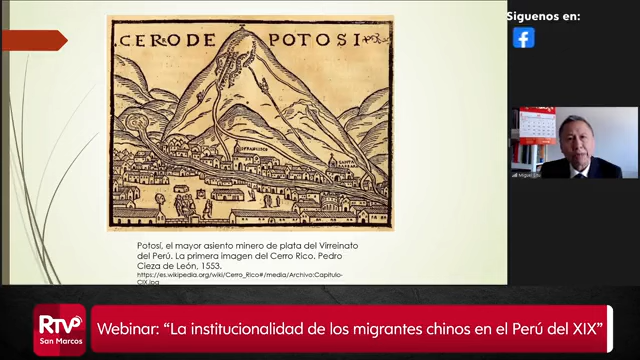 Siguenos en:
.CERO DE POTOSI
Potosí, el mayor asiento minero de plata del Virreinato
del Perú. La primera imagen del Cerro Rico. Pedro
Cieza de León, 1553.
https://es.wikipedia.org/wiki/Cerro_Rico#/media/Archivo:Capitulo-
CIX.jpg
RTV
San Marcos
Webinar: “La institucionalidad de los migrantes chinos en el Perú del XIX”